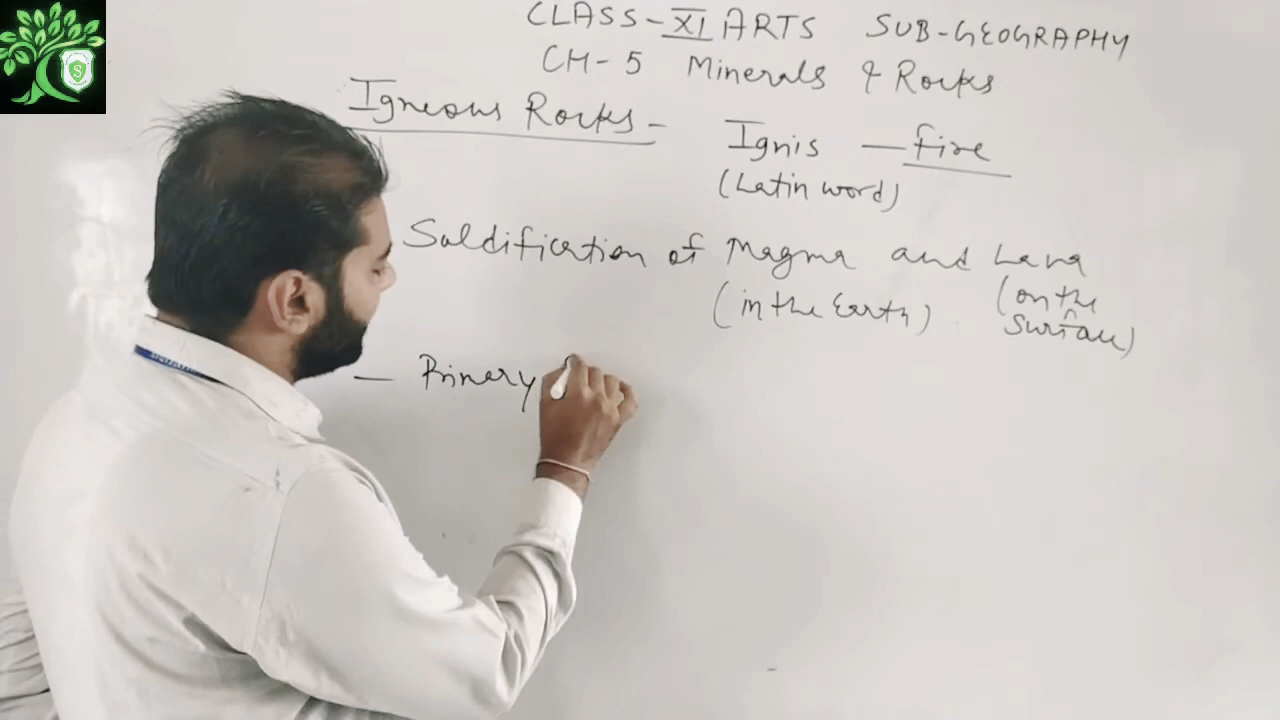 CLASS-XI ARTS SUB-GEOGRAPHY
CH-5 Minerals & Rocks
Igneous Rocks - Ignis — fire
(Latin word)
Soldification of Magma and Lava
(in the Earth) (on the
Surface)
— Primary